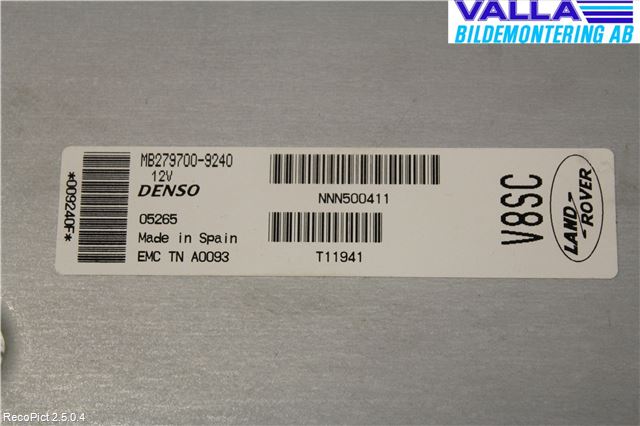 VALLA
BILDEMONTERING AB
*009240F*
MB279700-9240
12V
DENSO
05265
Made in Spain
EMC TN A0093
NNN500411
T11941
V8SC
LAND-
ROVER
RecoPict 2.5.0.4